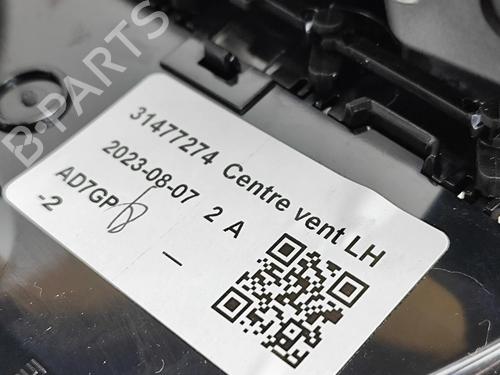 B-PARTS
31477274 Centre vent LH
2023-08-07 2 A
AD7GP
-2